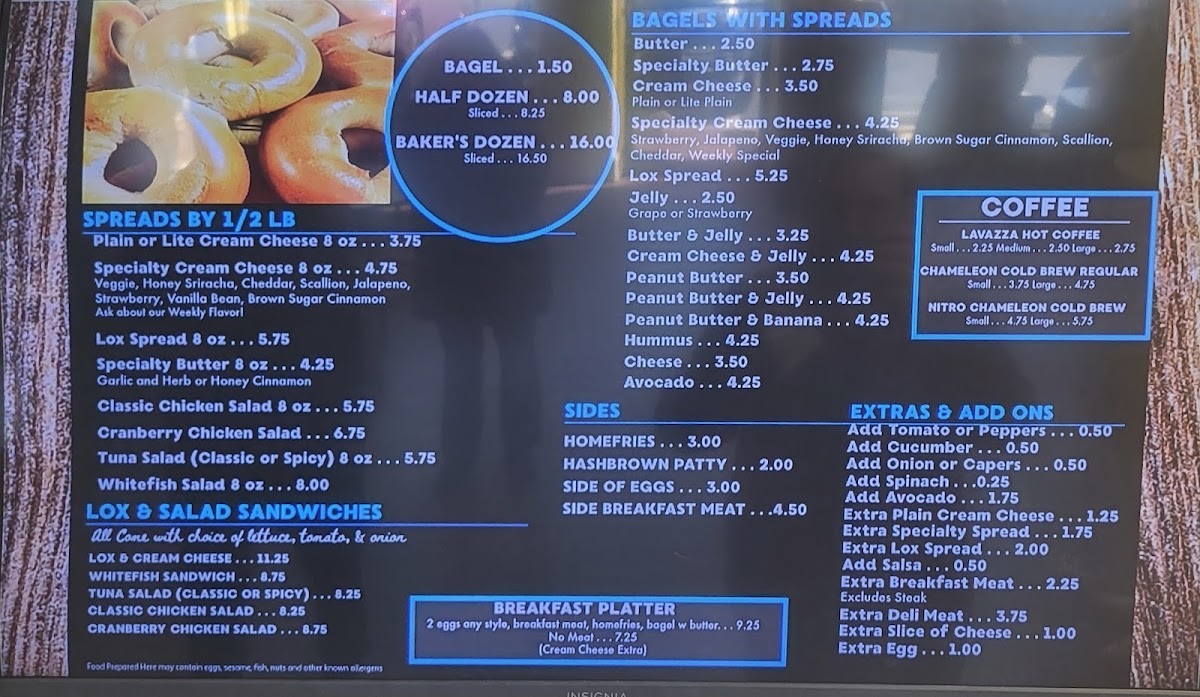 BAGEL . . . 1.50
HALF DOZEN . . . 8.00
Sliced . . . 8.25
BAKER'S DOZEN . . . 16.00
Sliced . . . 16.50
SPREADS BY 1/2 LB
Plain or Lite Cream Cheese 8 oz . . . 3.75
Specialty Cream Cheese 8 oz . . . 4.75
Veggie, Honey Sriracha, Cheddar, Scallion, Jalapeno,
Strawberry, Vanilla Bean, Brown Sugar Cinnamon
Ask about our Weekly Flavor!
Lox Spread 8 oz . . . 5.75
Specialty Butter 8 oz . . . 4.25
Garlic and Herb or Honey Cinnamon
Classic Chicken Salad 8 oz . . . 5.75
Cranberry Chicken Salad . . . 6.75
Tuna Salad (Classic or Spicy) 8 oz . . . 5.75
Whitefish Salad 8 oz . . . 8.00
LOX & SALAD SANDWICHES
All Come with choice of lettuce, tomato, & onion
LOX & CREAM CHEESE . . . 11.25
WHITEFISH SANDWICH . . . 8.75
TUNA SALAD (CLASSIC OR SPICY) . . . 8.25
CLASSIC CHICKEN SALAD . . . 8.25
CRANBERRY CHICKEN SALAD . . . 8.75
Food Prepared Here may contain eggs, sesame, fish, nuts and other known allergens
BAGELS WITH SPREADS
Butter . . . 2.50
Specialty Butter . . . 2.75
Cream Cheese . . . 3.50
Plain or Lite Plain
Specialty Cream Cheese . . . 4.25
Strawberry, Jalapeno, Veggie, Honey Sriracha, Brown Sugar Cinnamon, Scallion,
Cheddar, Weekly Special
Lox Spread . . . 5.25
Jelly . . . 2.50
Grape or Strawberry
Butter & Jelly . . . 3.25
Cream Cheese & Jelly . . . 4.25
Peanut Butter . . . 3.50
Peanut Butter & Jelly . . . 4.25
Peanut Butter & Banana . . . 4.25
Hummus . . . 4.25
Cheese . . . 3.50
Avocado . . . 4.25
COFFEE
LAVAZZA HOT COFFEE
Small . . . 2.25 Medium . . . 2.50 Large . . . 2.75
CHAMELEON COLD BREW REGULAR
Small . . . 3.75 Large . . . 4.75
NITRO CHAMELEON COLD BREW
Small . . . 4.75 Large . . . 5.75
SIDES
HOMEFRIES . . . 3.00
HASHBROWN PATTY . . . 2.00
SIDE OF EGGS . . . 3.00
SIDE BREAKFAST MEAT . . .4.50
BREAKFAST PLATTER
2 eggs any style, breakfast meat, homefries, bagel w butter. . . 9.25
No Meat . . . 7.25
(Cream Cheese Extra)
EXTRAS & ADD ONS
Add Tomato or Peppers . . . 0.50
Add Cucumber . . . 0.50
Add Onion or Capers . . . 0.50
Add Spinach . . .0.25
Add Avocado . . . 1.75
Extra Plain Cream Cheese . . . 1.25
Extra Specialty Spread . . . 1.75
Extra Lox Spread . . . 2.00
Add Salsa . . . 0.50
Extra Breakfast Meat . . . 2.25
Excludes Steak
Extra Deli Meat . . . 3.75
Extra Slice of Cheese . . . 1.00
Extra Egg . . . 1.00
INSIGNIA